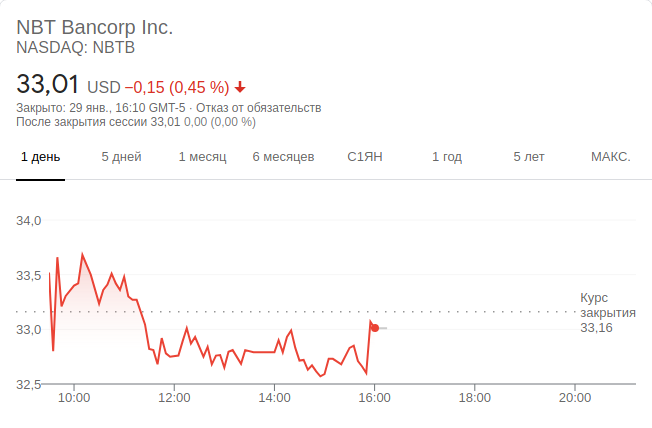 NBT Bancorp Inc.
NASDAQ: NBTB
33,01 USD −0,15 (0,45 %)
Закрыто: 29 янв., 16:10 GMT-5 · Отказ от обязательств
После закрытия сессии 33,01 0,00 (0,00 %)
1 день 5 дней 1 месяц 6 месяцев С1ЯН 1 год 5 лет МАКС.
34,0
33,5
Курс
закрытия
33,16
33,0
32,5
10:00 12:00 14:00 16:00 18:00 20:00